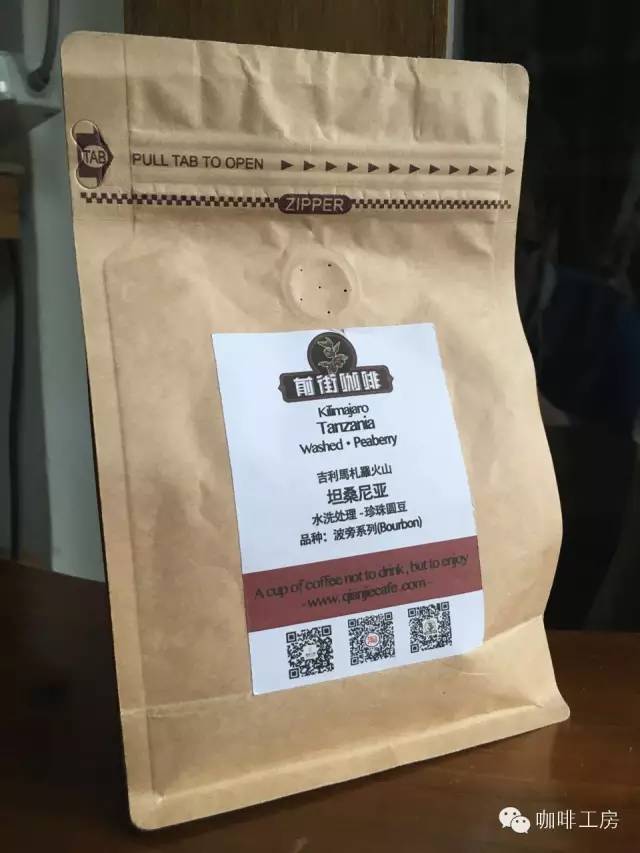 TAB
PULL TAB TO OPEN
ZIPPER
前街咖啡
Kilimajaro
Tanzania
Washed • Peaberry
吉利馬札羅火山
坦桑尼亚
水洗处理 - 珍珠圆豆
品种：波旁系列(Bourbon)
A cup of coffee not to drink , but to enjoy
- www. qianjiecafe .com -
咖啡工房